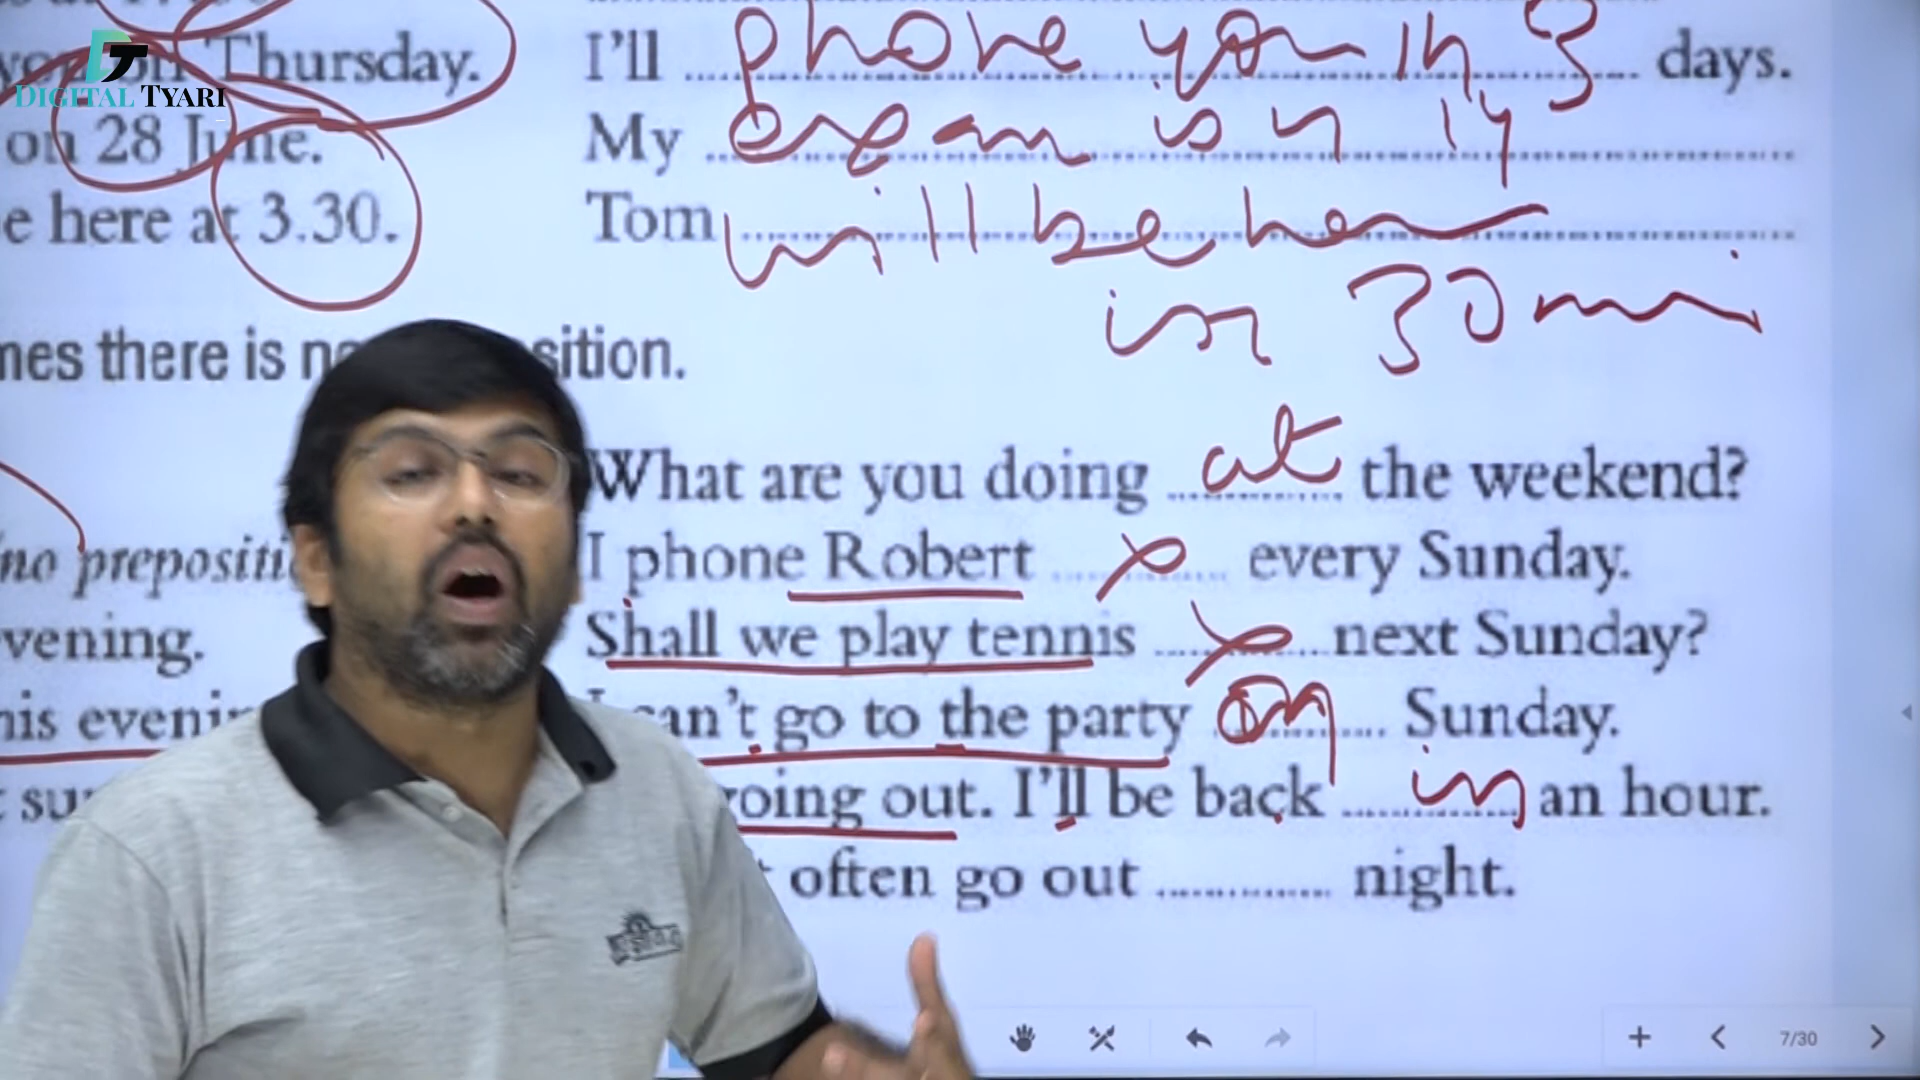 DIGITAL TYARI
you on Thursday.
I'll phone you in 3 days.
on 28 June.
My exam is in 14
e here at 3.30.
Tom will be here
in 30 min
mes there is no sition.
What are you doing at the weekend?
no prepositi
I phone Robert x every Sunday.
vening.
Shall we play tennis x next Sunday?
his evenin
I can't go to the party on Sunday.
su
going out. I'll be back in an hour.
often go out .............. night.
7/30